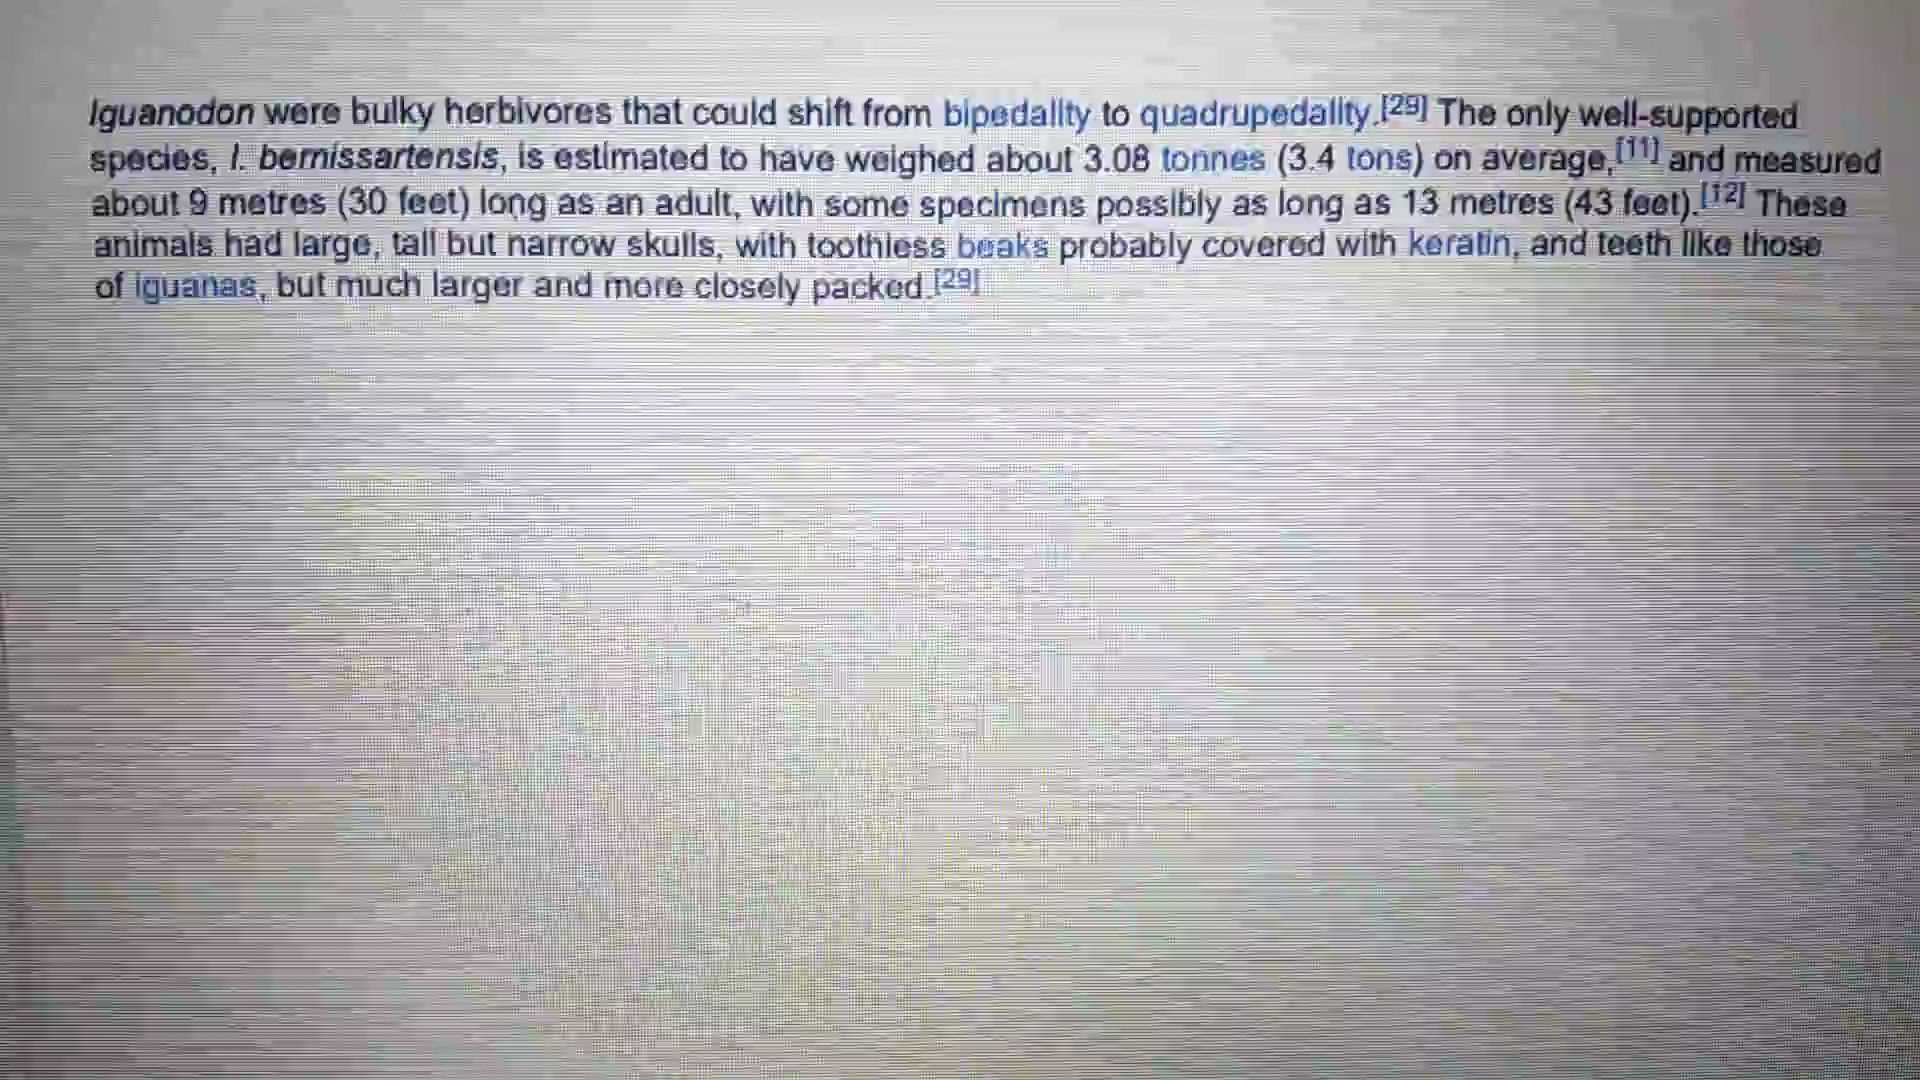 Iguanodon were bulky herbivores that could shift from bipedality to quadrupedality.[29] The only well-supported
species, I. bernissartensis, is estimated to have weighed about 3.08 tonnes (3.4 tons) on average,[11] and measured
about 9 metres (30 feet) long as an adult, with some specimens possibly as long as 13 metres (43 feet).[12] These
animals had large, tall but narrow skulls, with toothless beaks probably covered with keratin, and teeth like those
of iguanas, but much larger and more closely packed.[29]